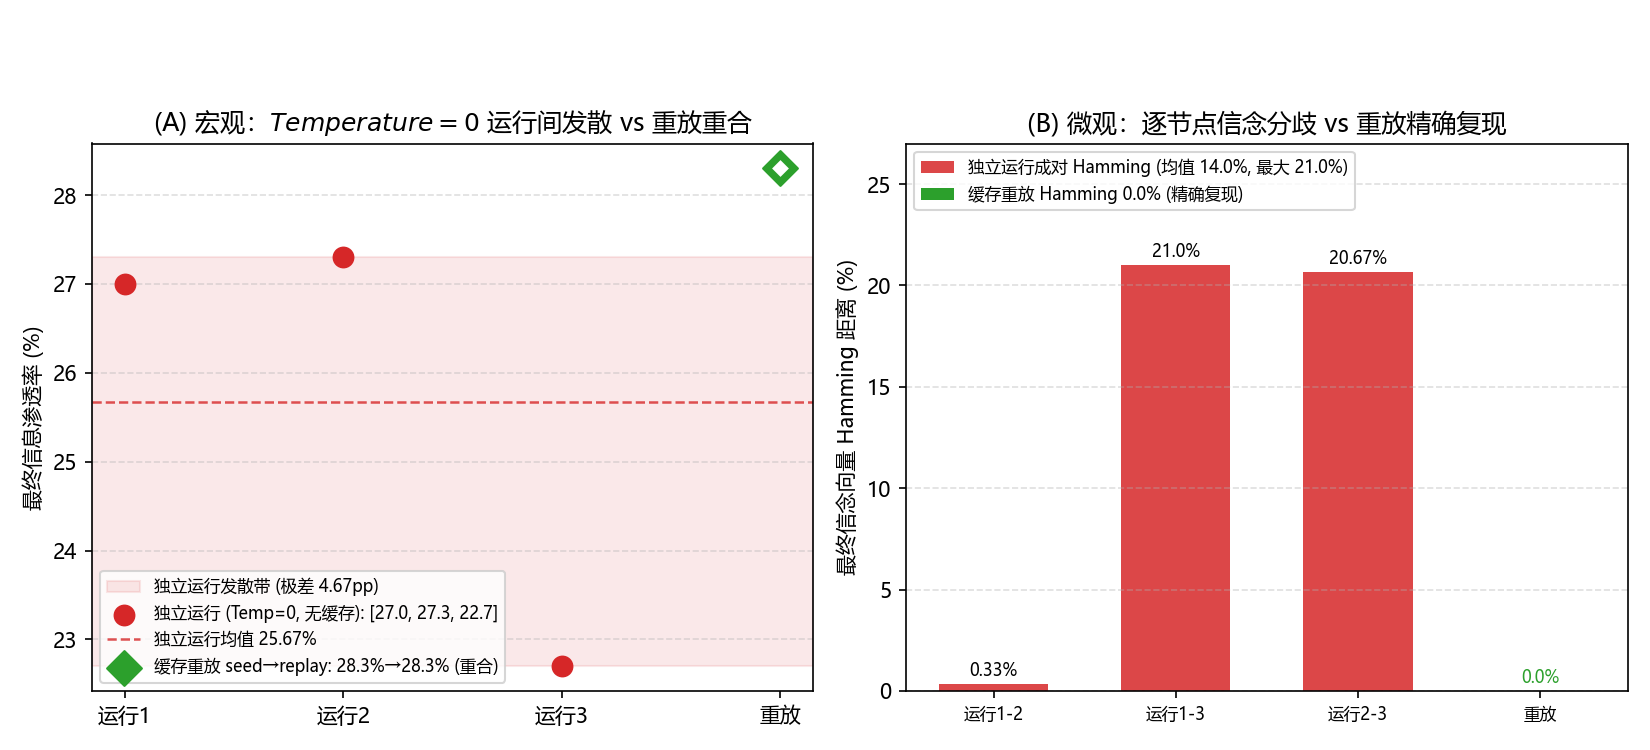 (A) 宏观：Temperature = 0 运行间发散 vs 重放重合
最终信息渗透率 (%)
28
27
26
25
24
23
独立运行发散带 (极差 4.67pp)
独立运行 (Temp=0, 无缓存): [27.0, 27.3, 22.7]
独立运行均值 25.67%
缓存重放 seed→replay: 28.3%→28.3% (重合)
运行1
运行2
运行3
重放
(B) 微观：逐节点信念分歧 vs 重放精确复现
最终信念向量 Hamming 距离 (%)
独立运行成对 Hamming (均值 14.0%, 最大 21.0%)
缓存重放 Hamming 0.0% (精确复现)
25
20
15
10
5
0
0.33%
21.0%
20.67%
0.0%
运行1-2
运行1-3
运行2-3
重放